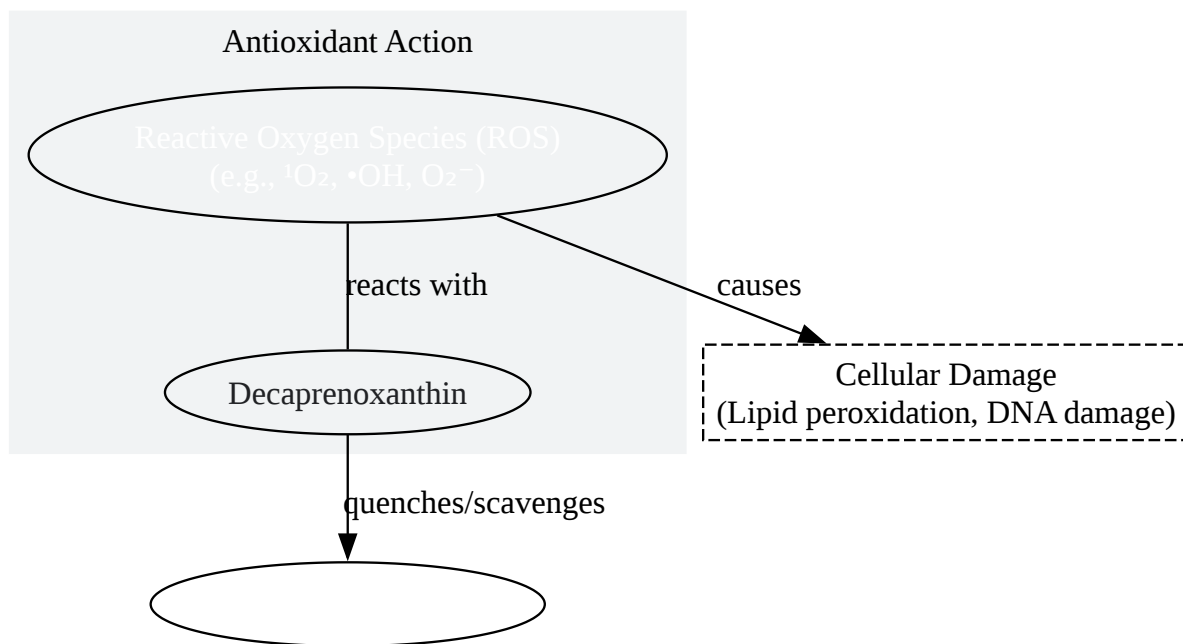 Antioxidant Action
Reactive Oxygen Species (ROS)
(e.g., ¹O₂, •OH, O₂⁻)
reacts with
causes
Decaprenoxanthin
Cellular Damage
(Lipid peroxidation, DNA damage)
quenches/scavenges